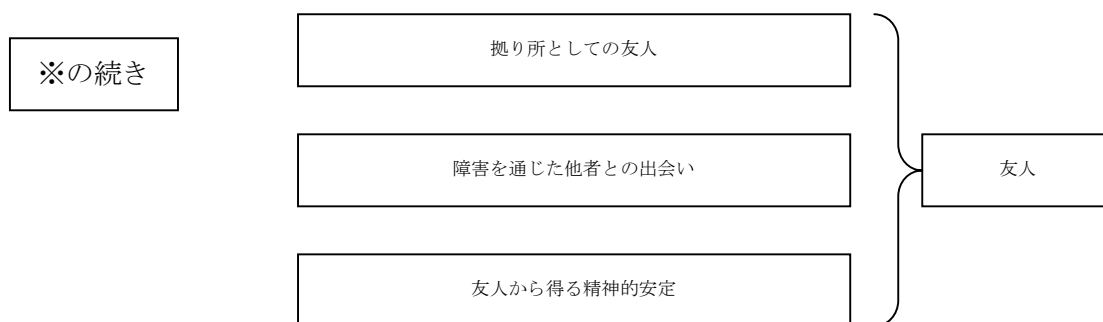 ※の続き
拠り所としての友人
障害を通じた他者との出会い
友人
友人から得る精神的安定